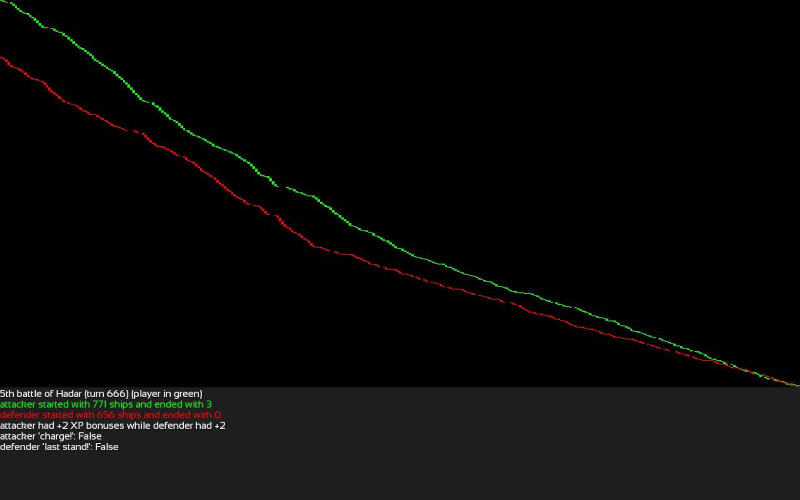 5th battle of Hadar (turn 666) (player in green)
attacker started with 771 ships and ended with 3
defender started with 656 ships and ended with 0
attacker had +2 XP bonuses while defender had +2
attacker 'charge!': False
defender 'last stand!': False